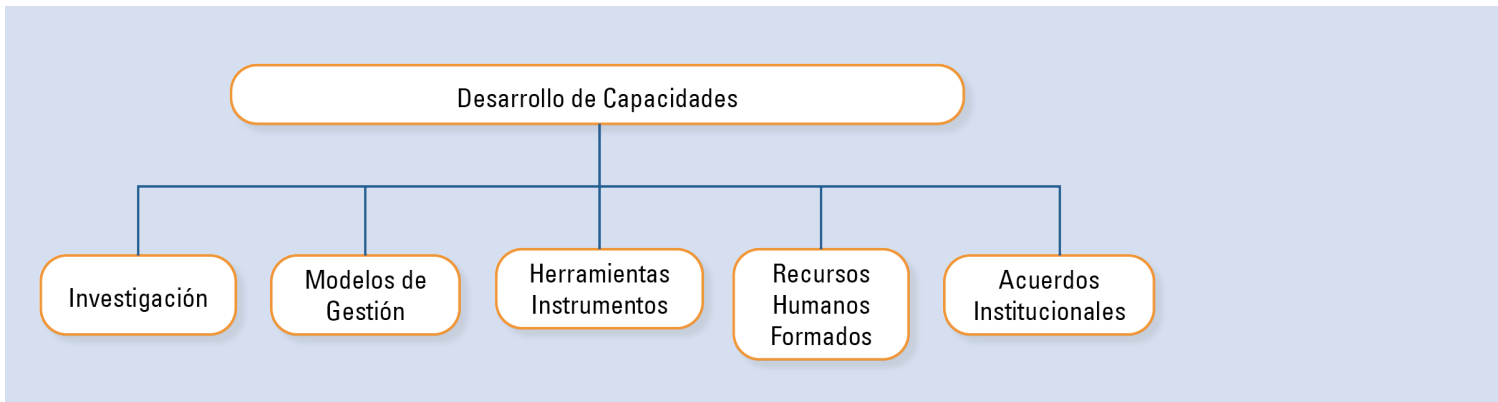 Desarrollo de Capacidades
Investigación
Modelos de
Gestión
Herramientas
Instrumentos
Recursos
Humanos
Formados
Acuerdos
Institucionales